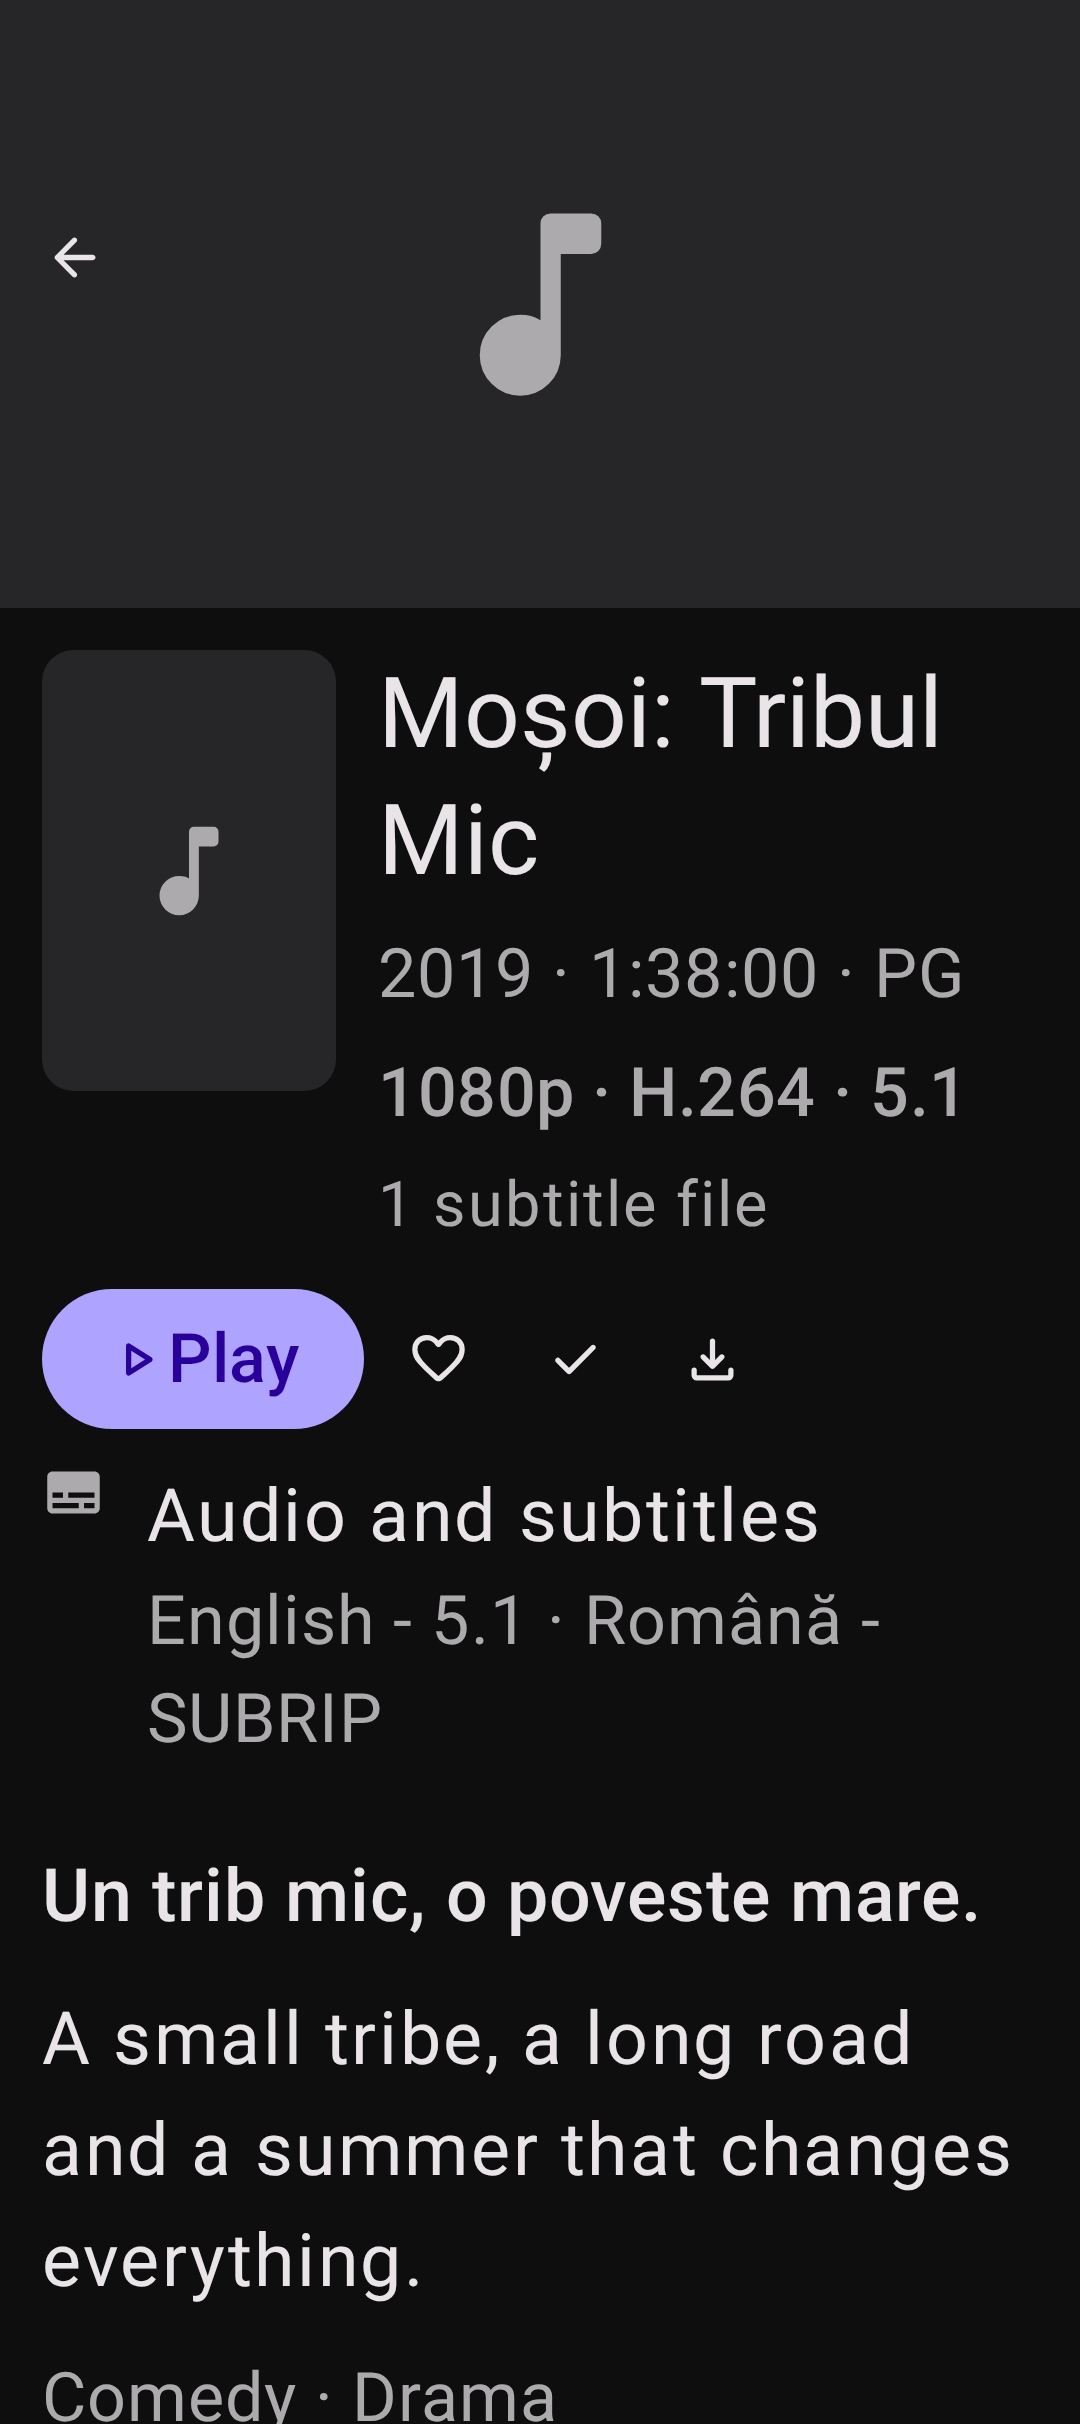 Moșoi: Tribul
Mic
2019 · 1:38:00 · PG
1080p · H.264 · 5.1
1 subtitle file
Play
Audio and subtitles
English - 5.1 · Română -
SUBRIP
Un trib mic, o poveste mare.
A small tribe, a long road
and a summer that changes
everything.
Comedy · Drama